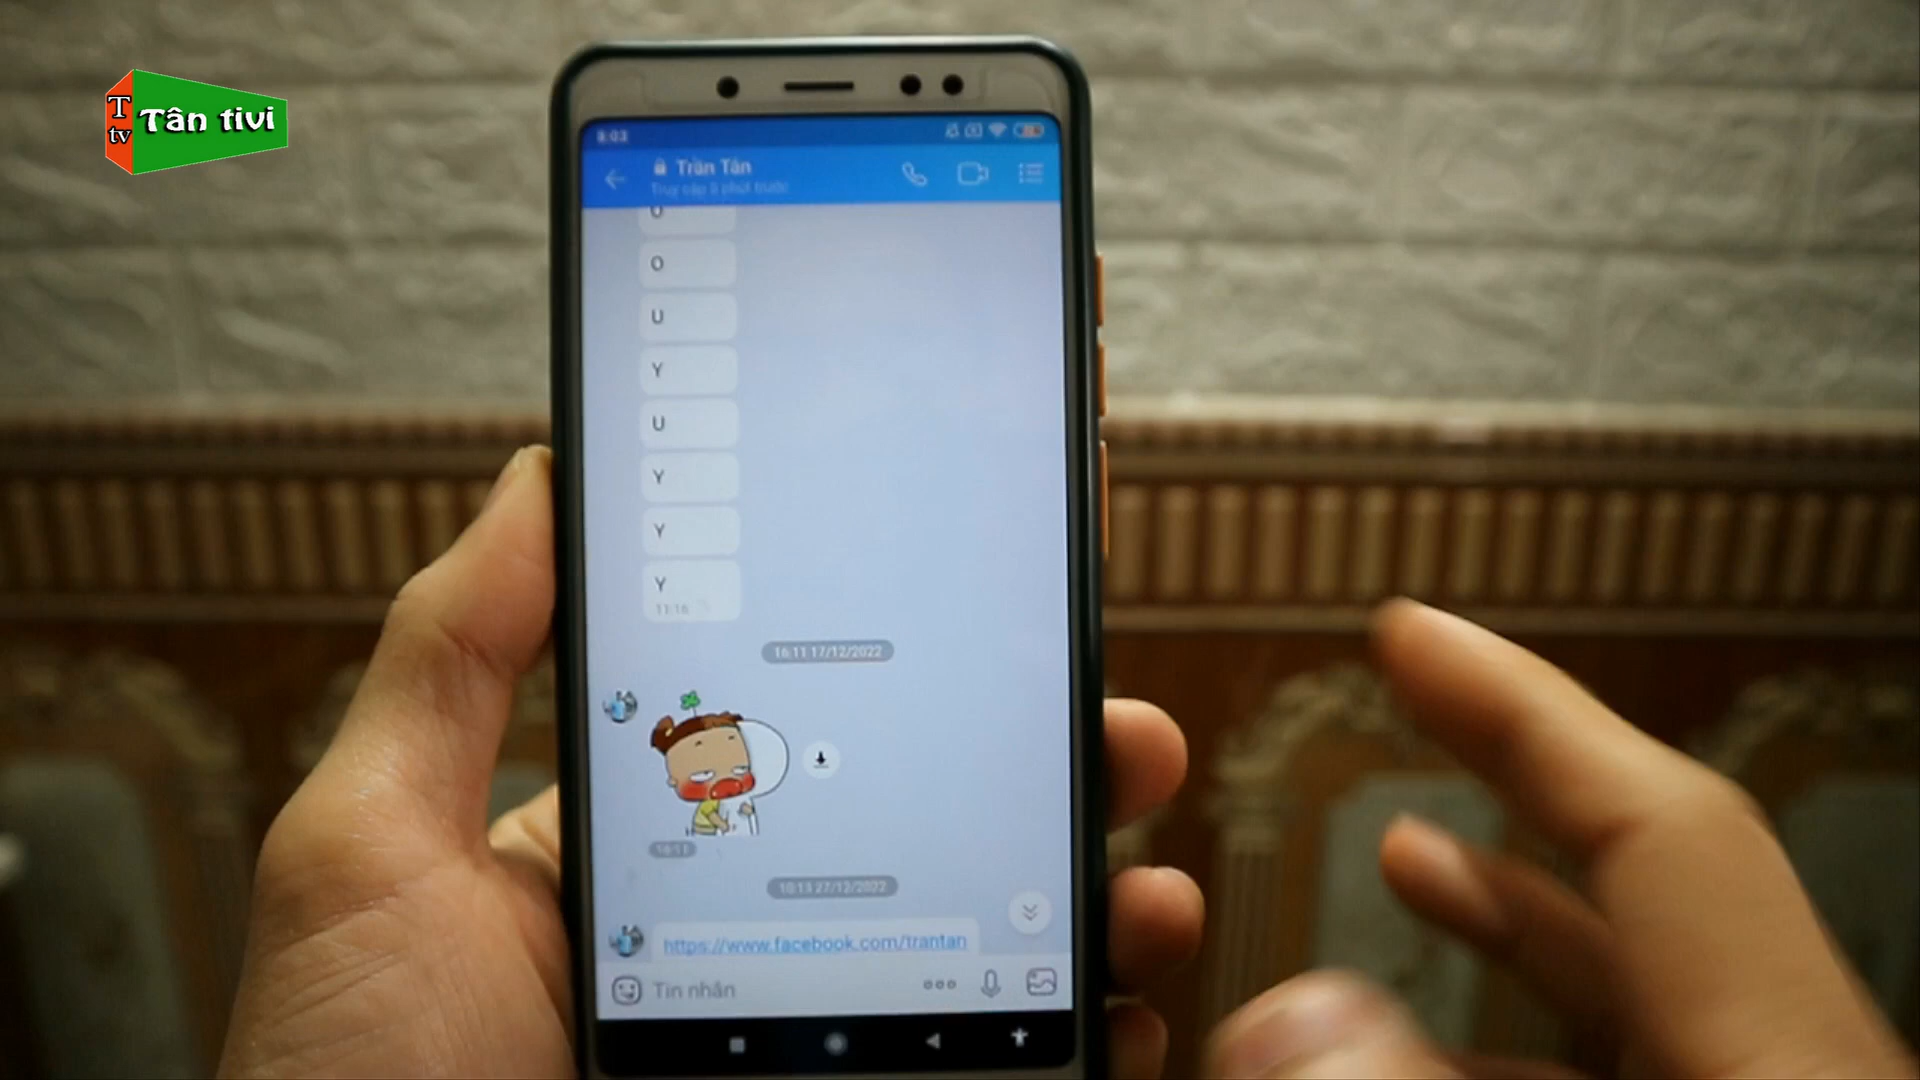 T
tv
Tân tivi
8:03
Trần Tân
Truy cập 5 phút trước
O
U
Y
U
Y
Y
Y
11:16
16:11 17/12/2022
16:11
10:13 27/12/2022
https://www.facebook.com/trantan
Tin nhắn